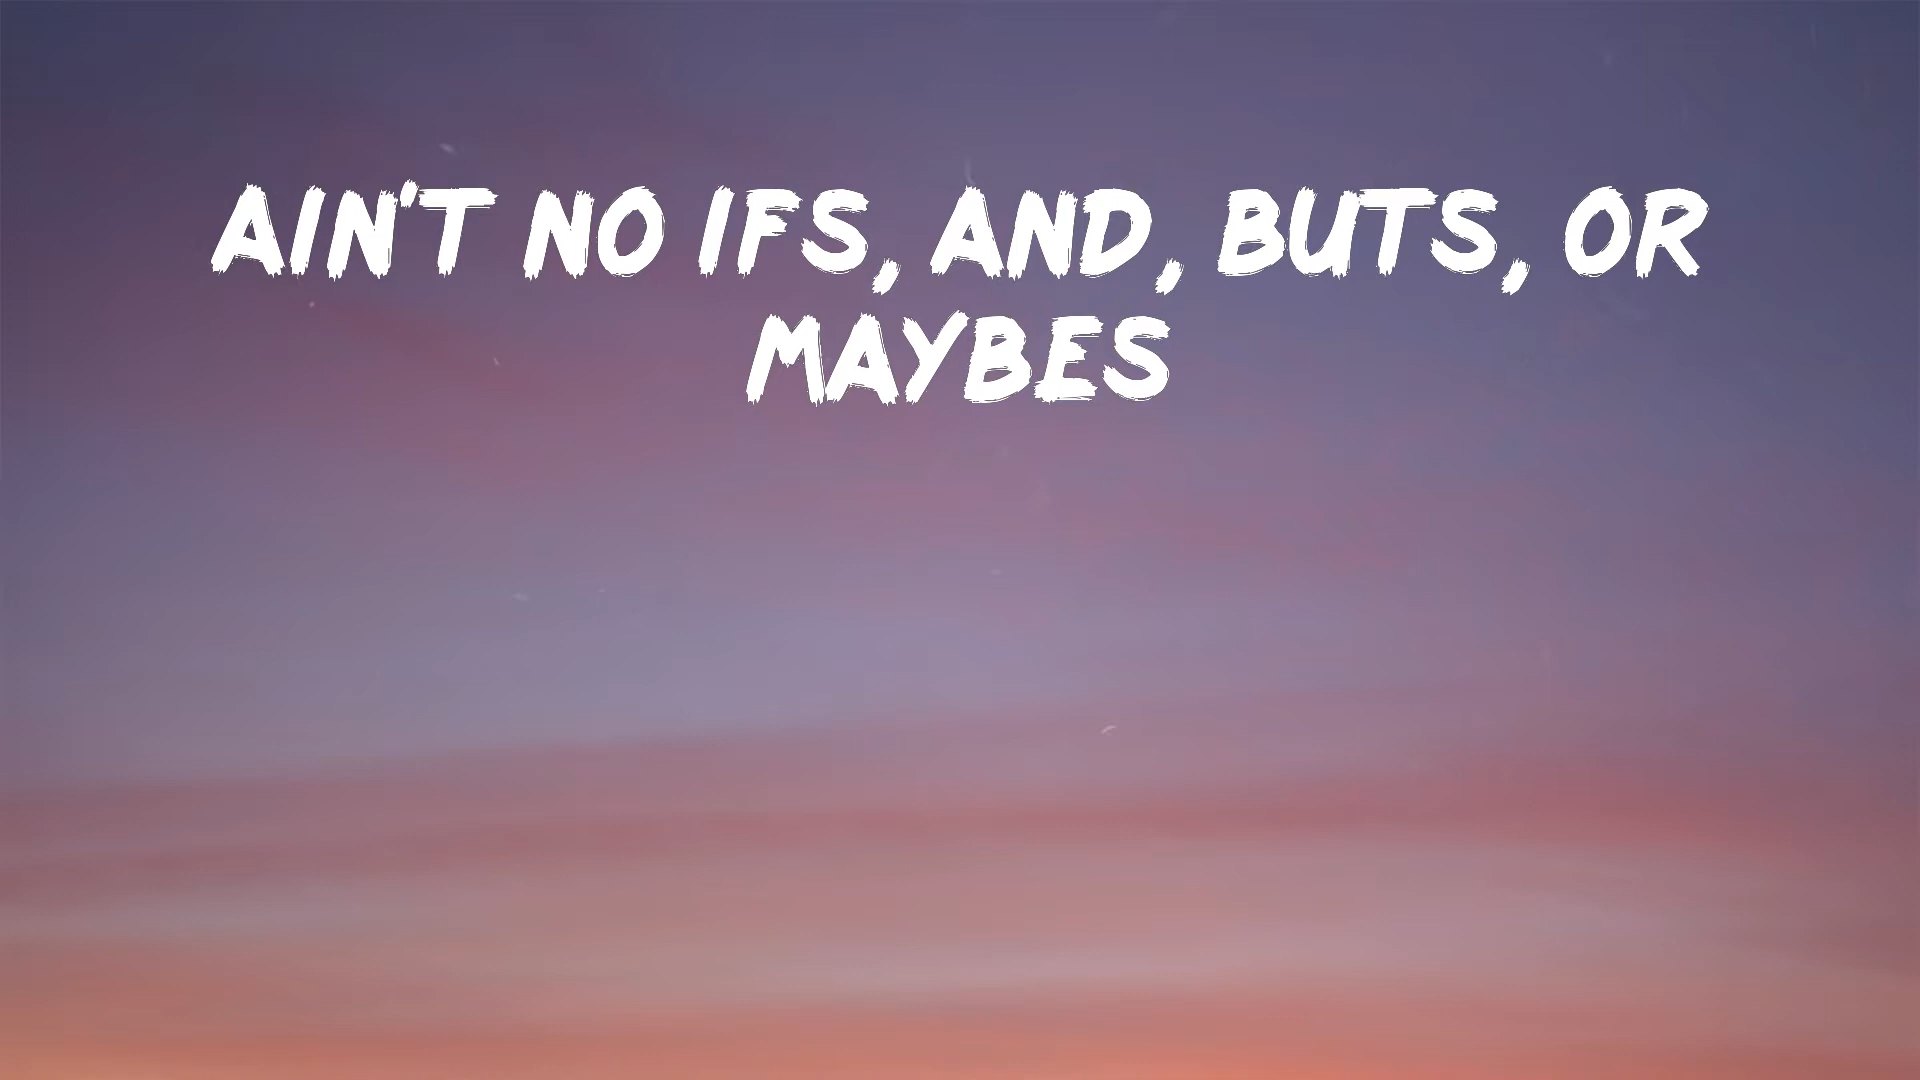 AIN'T NO IFS, AND, BUTS, OR
MAYBES